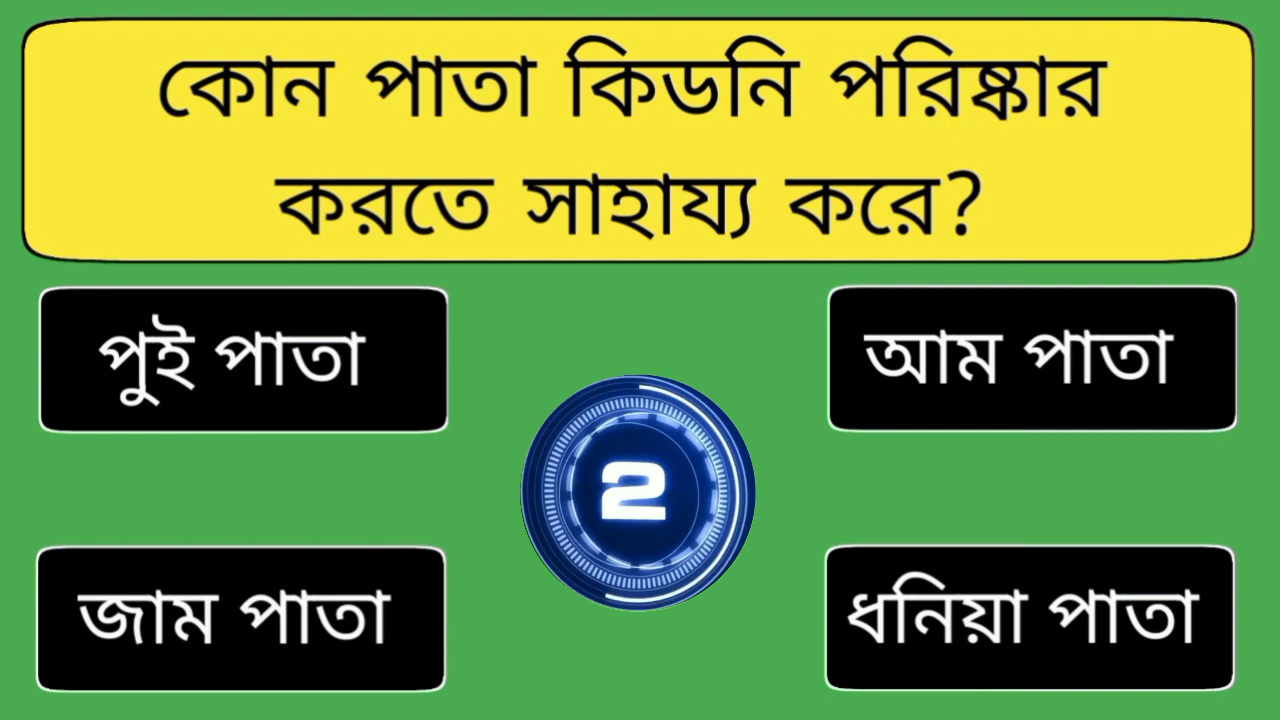 কোন পাতা কিডনি পরিষ্কার
করতে সাহায্য করে?
পুই পাতা
আম পাতা
2
জাম পাতা
ধনিয়া পাতা